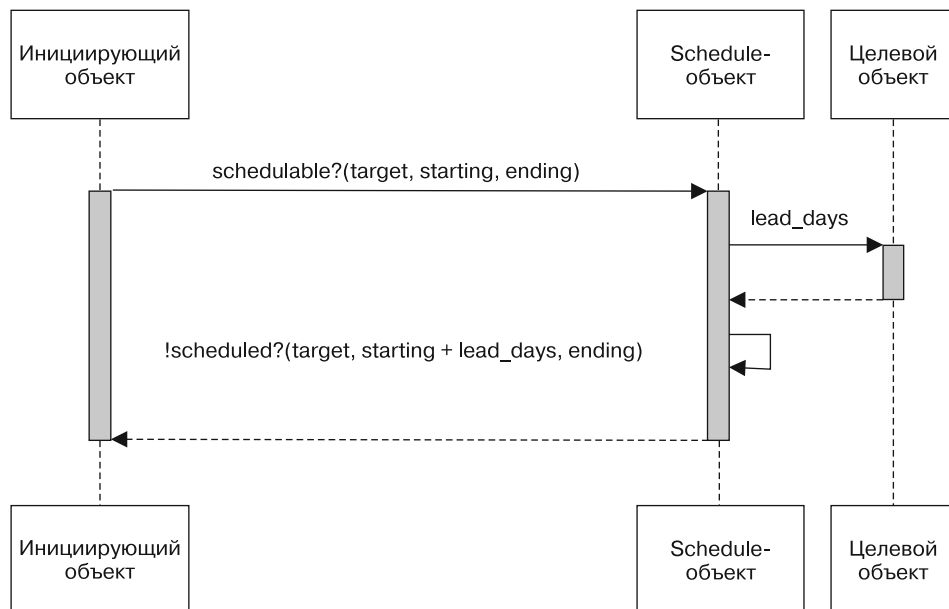 Инициирующий
объект
Schedule-
объект
Целевой
объект
schedulable?(target, starting, ending)
lead_days
!scheduled?(target, starting + lead_days, ending)
Инициирующий
объект
Schedule-
объект
Целевой
объект